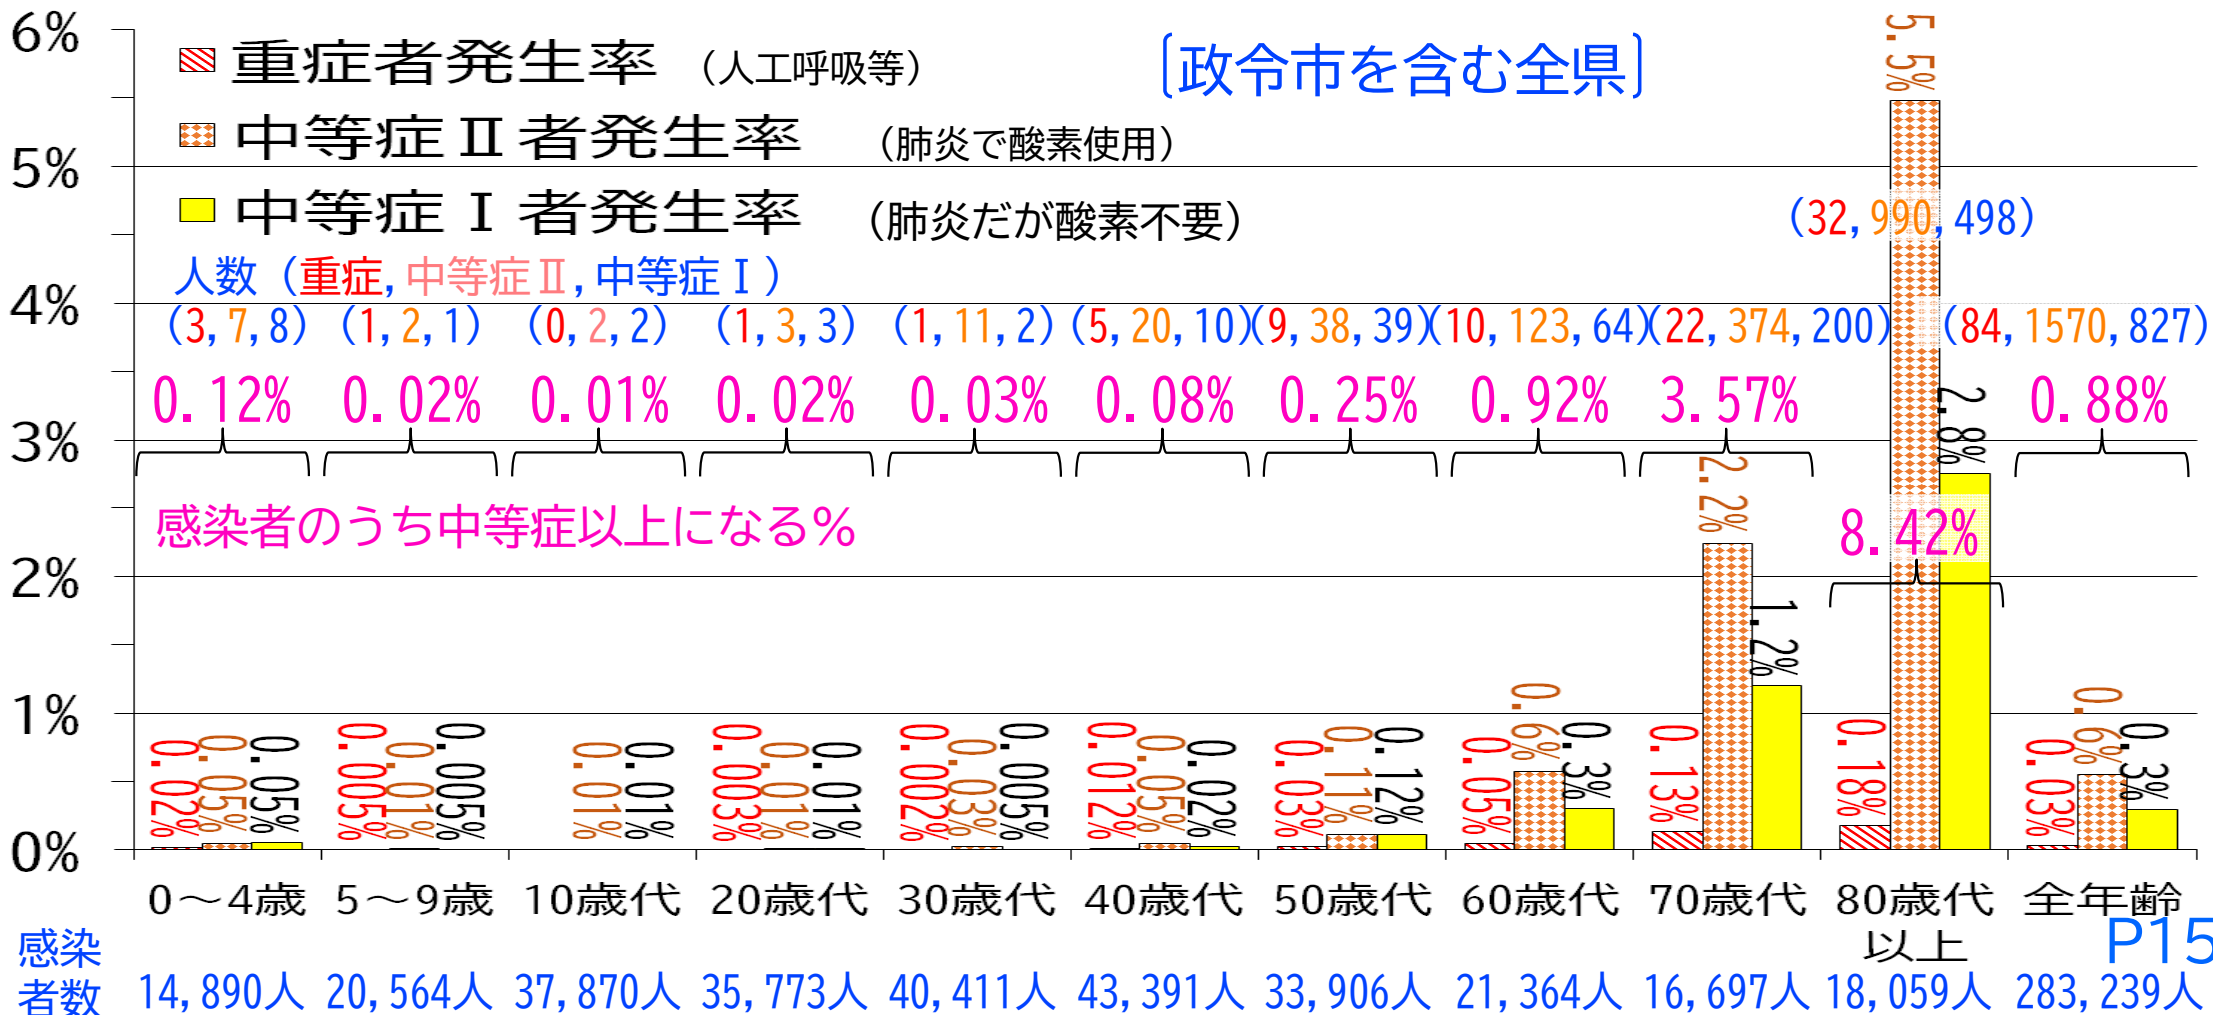 6%
5%
4%
3%
2%
1%
0%
重症者発生率 （人工呼吸等）
中等症Ⅱ者発生率 （肺炎で酸素使用）
中等症Ⅰ者発生率 （肺炎だが酸素不要）
〔政令市を含む全県〕
人数（重症,中等症Ⅱ,中等症Ⅰ）
(3,7,8) (1,2,1) (0,2,2) (1,3,3) (1,11,2) (5,20,10) (9,38,39) (10,123,64) (22,374,200) (32,990,498) (84,1570,827)
0.12% 0.02% 0.01% 0.02% 0.03% 0.08% 0.25% 0.92% 3.57% 8.42% 0.88%
感染者のうち中等症以上になる%
0.02% 0.05% 0.05%
0.005% 0.01% 0.005%
0.01% 0.01%
0.003% 0.01% 0.01%
0.002% 0.03% 0.005%
0.012% 0.05% 0.02%
0.03% 0.11% 0.12%
0.05% 0.6% 0.3%
0.13% 2.2% 1.2%
0.18% 5.5% 2.8%
0.03% 0.6% 0.3%
0～4歳 5～9歳 10歳代 20歳代 30歳代 40歳代 50歳代 60歳代 70歳代 80歳代以上 全年齢
P15
感染者数 14,890人 20,564人 37,870人 35,773人 40,411人 43,391人 33,906人 21,364人 16,697人 18,059人 283,239人